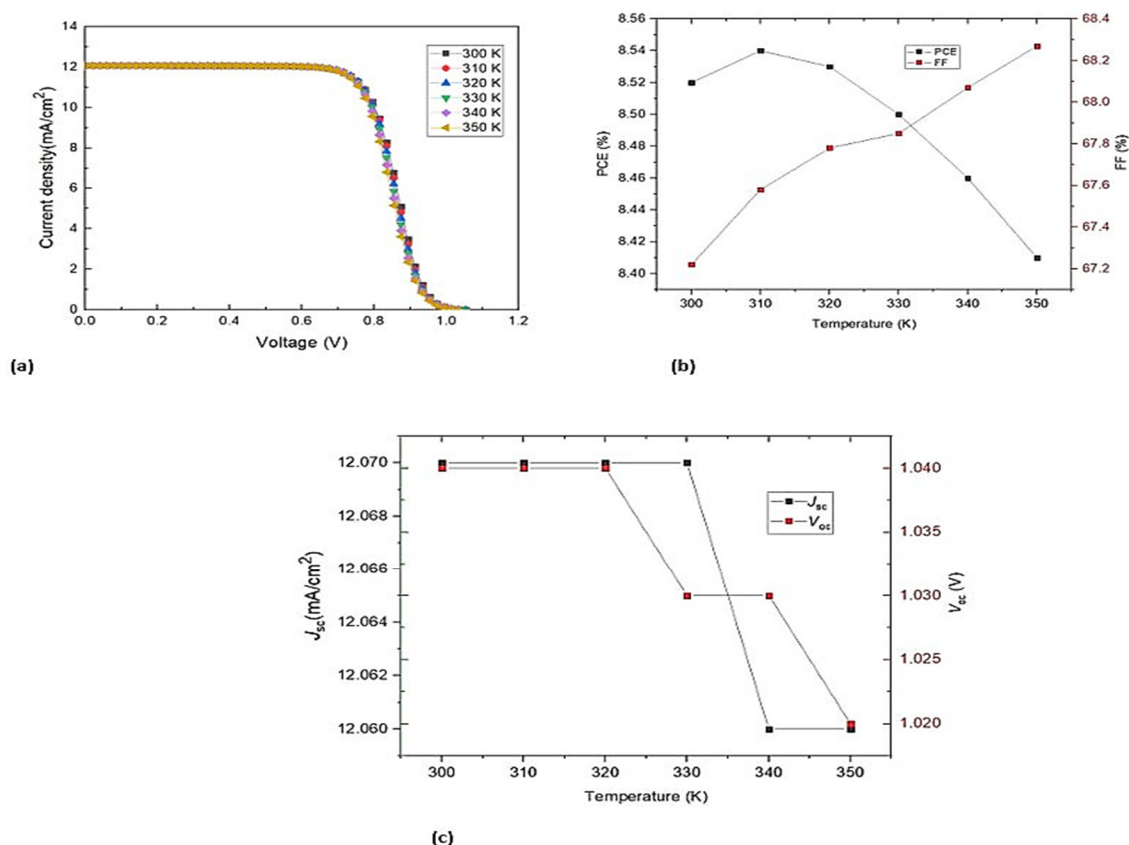 14
12
10
8
6
4
2
0
Current density(mA/cm2)
0.0 0.2 0.4 0.6 0.8 1.0 1.2
Voltage (V)
300 K
310 K
320 K
330 K
340 K
350 K
(a)
8.56
8.54
8.52
8.50
8.48
8.46
8.44
8.42
8.40
PCE (%)
PCE
FF
68.4
68.2
68.0
67.8
67.6
67.4
67.2
FF (%)
300 310 320 330 340 350
Temperature (K)
(b)
12.070
12.068
12.066
12.064
12.062
12.060
Jsc(mA/cm2)
Jsc
Voc
1.040
1.035
1.030
1.025
1.020
Voc (V)
300 310 320 330 340 350
Temperature (K)
(c)